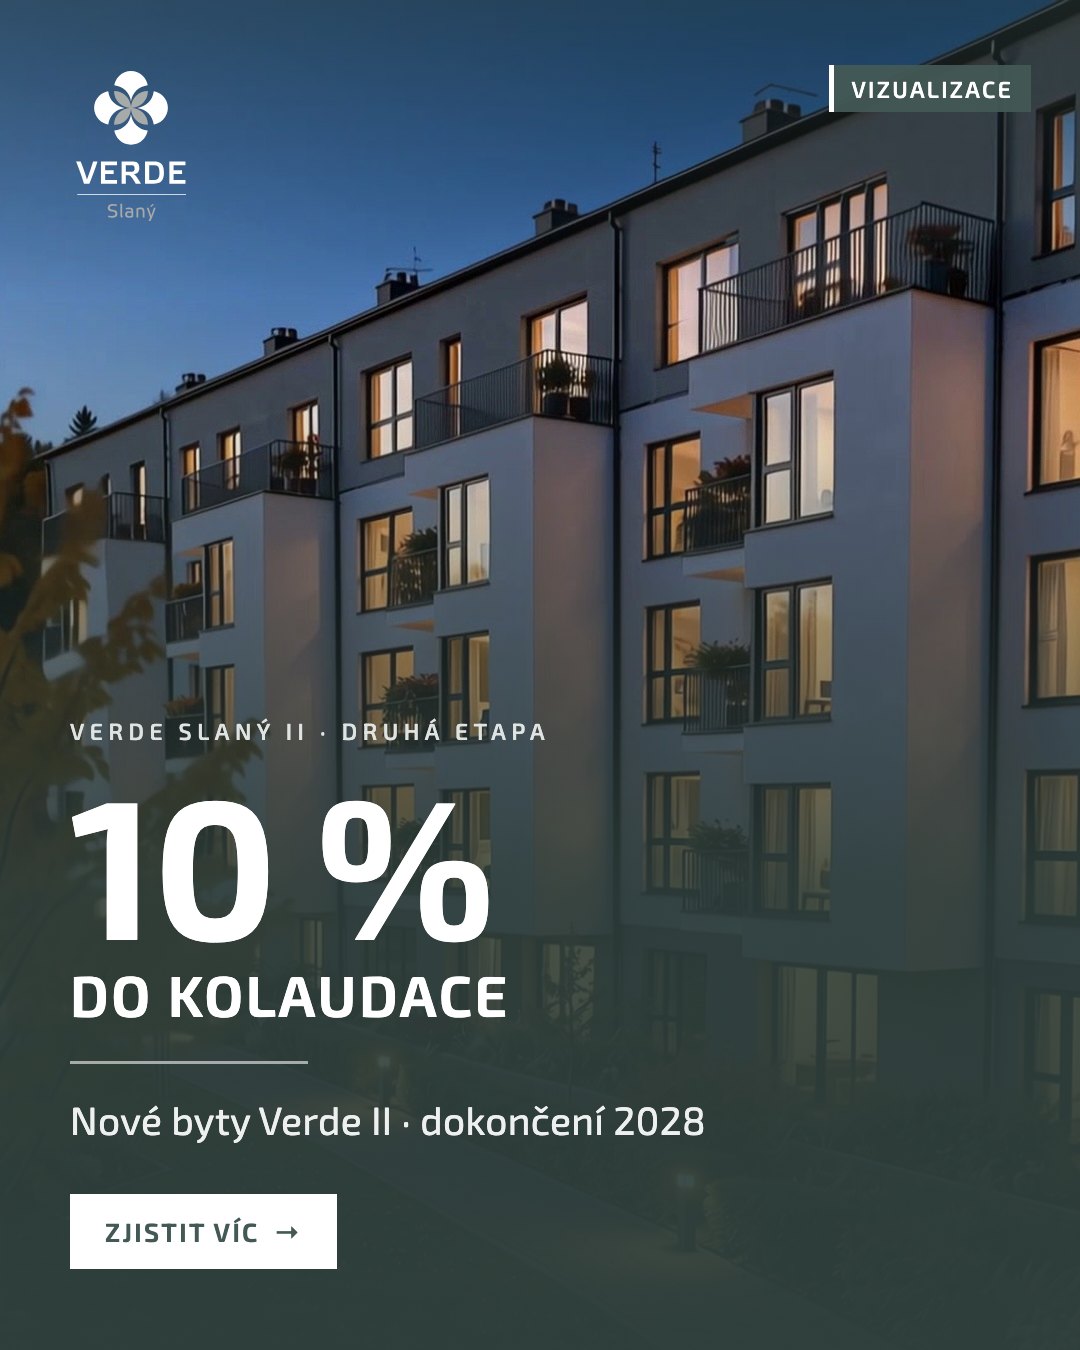 VERDE
Slaný
VIZUALIZACE
VERDE SLANÝ II · DRUHÁ ETAPA
10 %
DO KOLAUDACE
Nové byty Verde II · dokončení 2028
ZJISTIT VÍC →